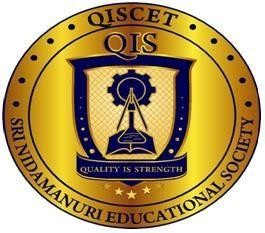 QISCET
QIS
QUALITY IS STRENGTH
SRI NIDAMANURI EDUCATIONAL SOCIETY